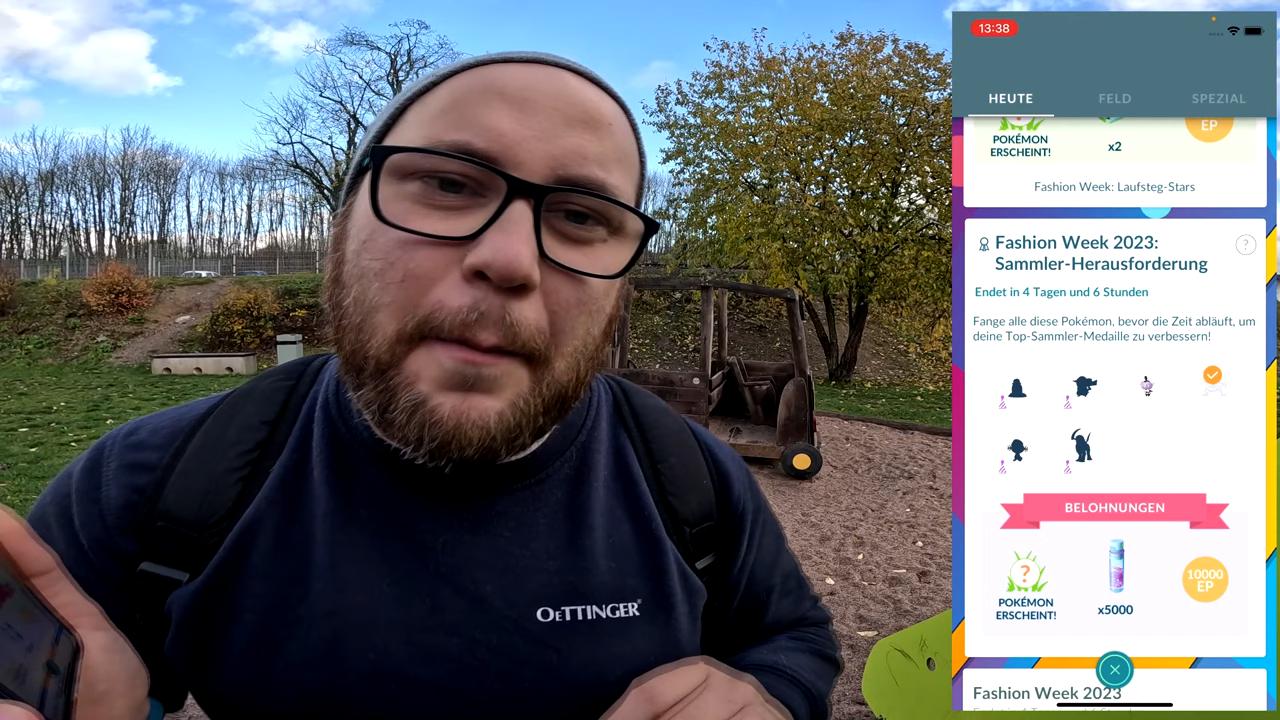 OeTTINGER®
13:38
HEUTE
FELD
SPEZIAL
POKÉMON
ERSCHEINT!
x2
EP
Fashion Week: Laufsteg-Stars
Fashion Week 2023:
Sammler-Herausforderung
?
Endet in 4 Tagen und 6 Stunden
Fange alle diese Pokémon, bevor die Zeit abläuft, um
deine Top-Sammler-Medaille zu verbessern!
BELOHNUNGEN
?
POKÉMON
ERSCHEINT!
x5000
10000
EP
Fashion Week 2023